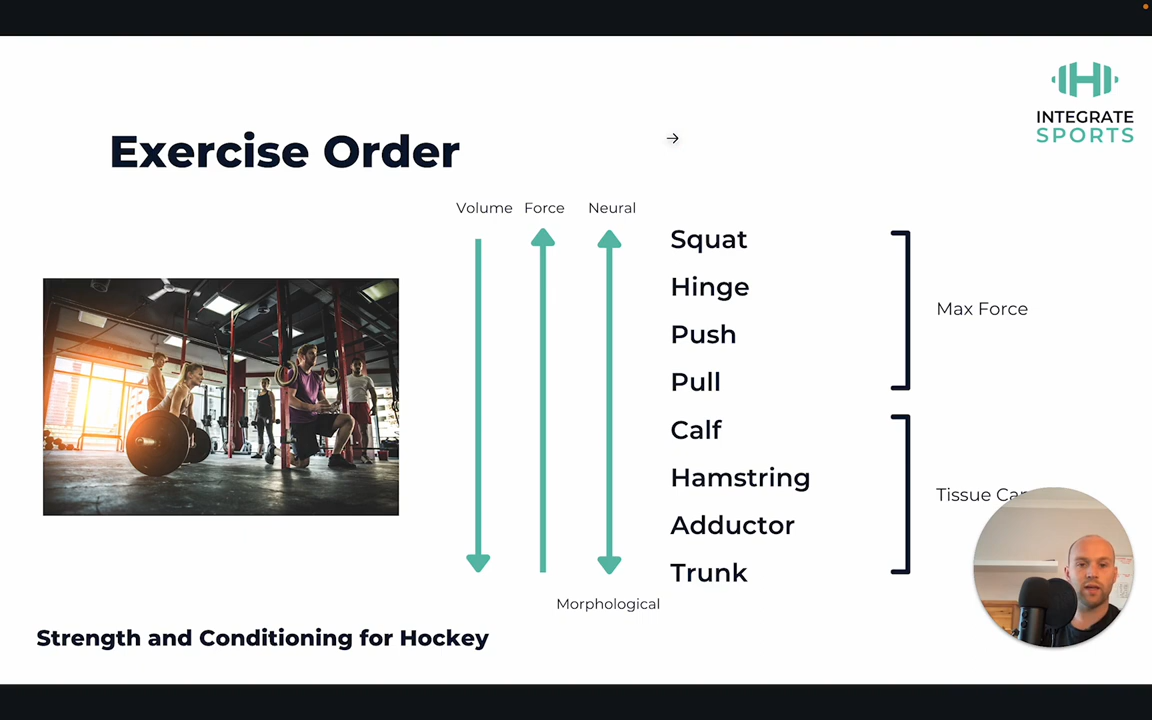 INTEGRATE
SPORTS
Exercise Order
Volume Force Neural
Squat
Hinge
Push
Pull
Max Force
Calf
Hamstring
Adductor
Trunk
Tissue
Morphological
Strength and Conditioning for Hockey